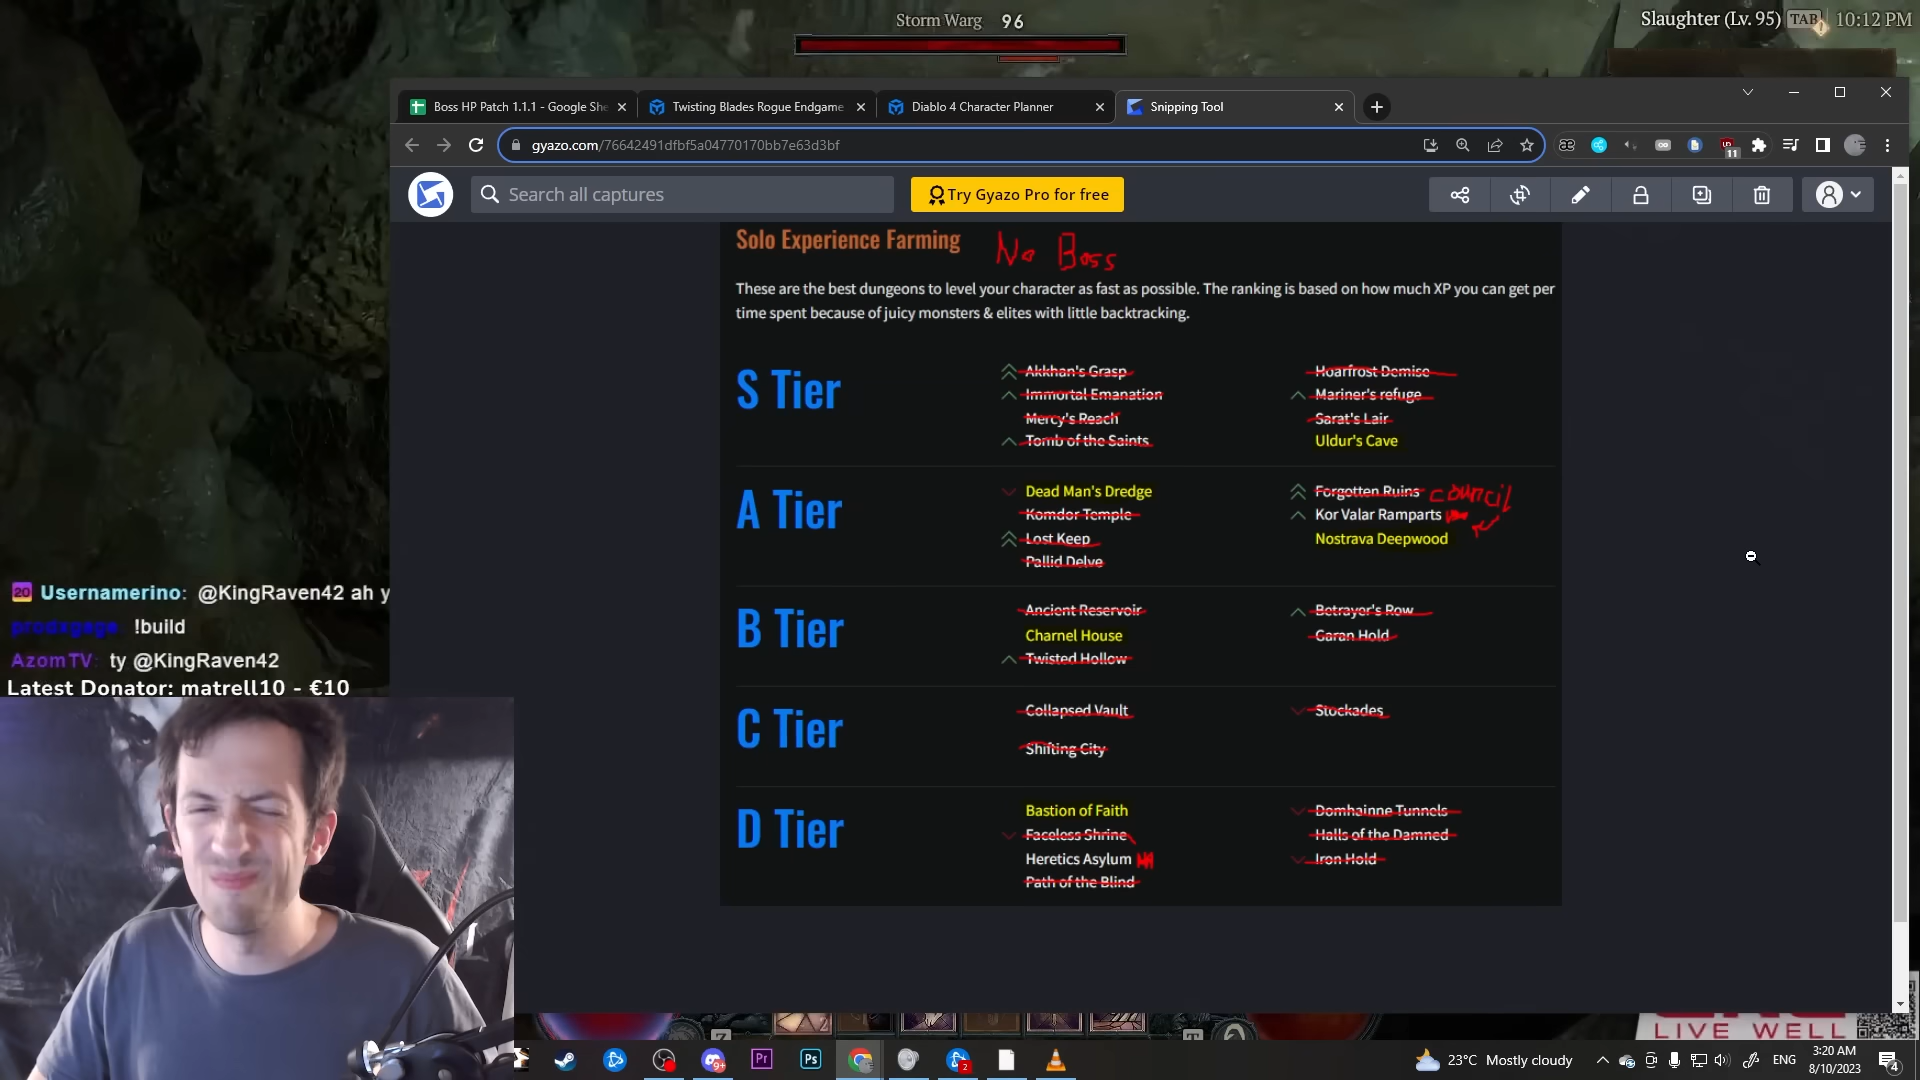 Storm Warg 96
Slaughter (Lv. 95) TAB 10:12 PM
Boss HP Patch 1.1.1 - Google She
Twisting Blades Rogue Endgame
Diablo 4 Character Planner
Snipping Tool
gyazo.com/76642491dfbf5a04770170bb7e63d3bf
11
Search all captures
Try Gyazo Pro for free
Solo Experience Farming No Boss
These are the best dungeons to level your character as fast as possible. The ranking is based on how much XP you can get per
time spent because of juicy monsters & elites with little backtracking.
S Tier
Akkhan's Grasp
Immortal Emanation
Mercy's Reach
Tomb of the Saints
Hoarfrost Demise
Mariner's refuge
Sarat's Lair
Uldur's Cave
A Tier
Dead Man's Dredge
Komdor Temple
Lost Keep
Pallid Delve
Forgotten Ruins council
Kor Valar Ramparts
Nostrava Deepwood
B Tier
Ancient Reservoir
Charnel House
Twisted Hollow
Betrayer's Row
Garan Hold
C Tier
Collapsed Vault
Shifting City
Stockades
D Tier
Bastion of Faith
Faceless Shrine
Heretics Asylum
Path of the Blind
Domhainne Tunnels
Halls of the Damned
Iron Hold
20 Usernamerino: @KingRaven42 ah y
prodxgage: !build
AzomTV: ty @KingRaven42
Latest Donator: matrell10 - €10
Z 2 T
LIVE WELL
Pr Ps 9+ 2
23°C Mostly cloudy
ENG
3:20 AM
8/10/2023
4